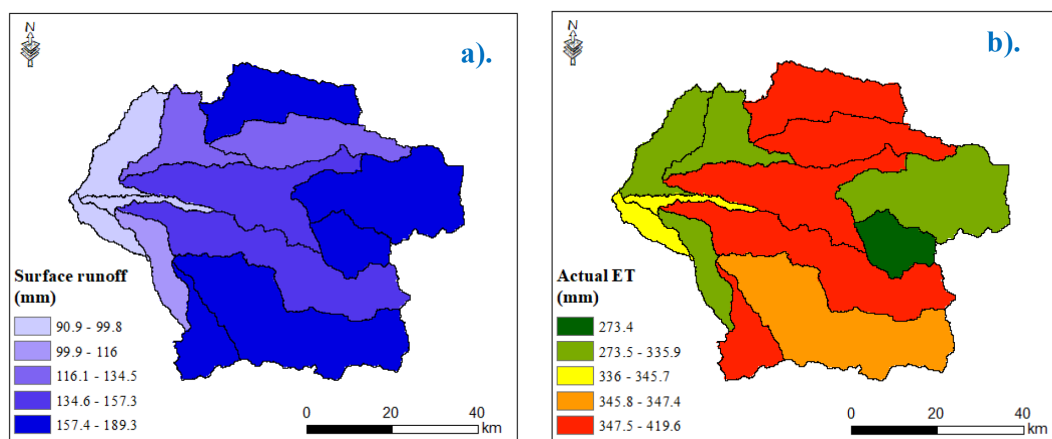 N
a).
Surface runoff
(mm)
90.9 - 99.8
99.9 - 116
116.1 - 134.5
134.6 - 157.3
157.4 - 189.3
0 20 40
km
N
b).
Actual ET
(mm)
273.4
273.5 - 335.9
336 - 345.7
345.8 - 347.4
347.5 - 419.6
0 20 40
km